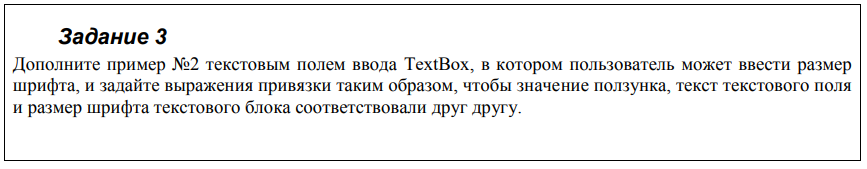 Задание 3
Дополните пример №2 текстовым полем ввода TextBox, в котором пользователь может ввести размер
шрифта, и задайте выражения привязки таким образом, чтобы значение ползунка, текст текстового поля
и размер шрифта текстового блока соответствовали друг другу.